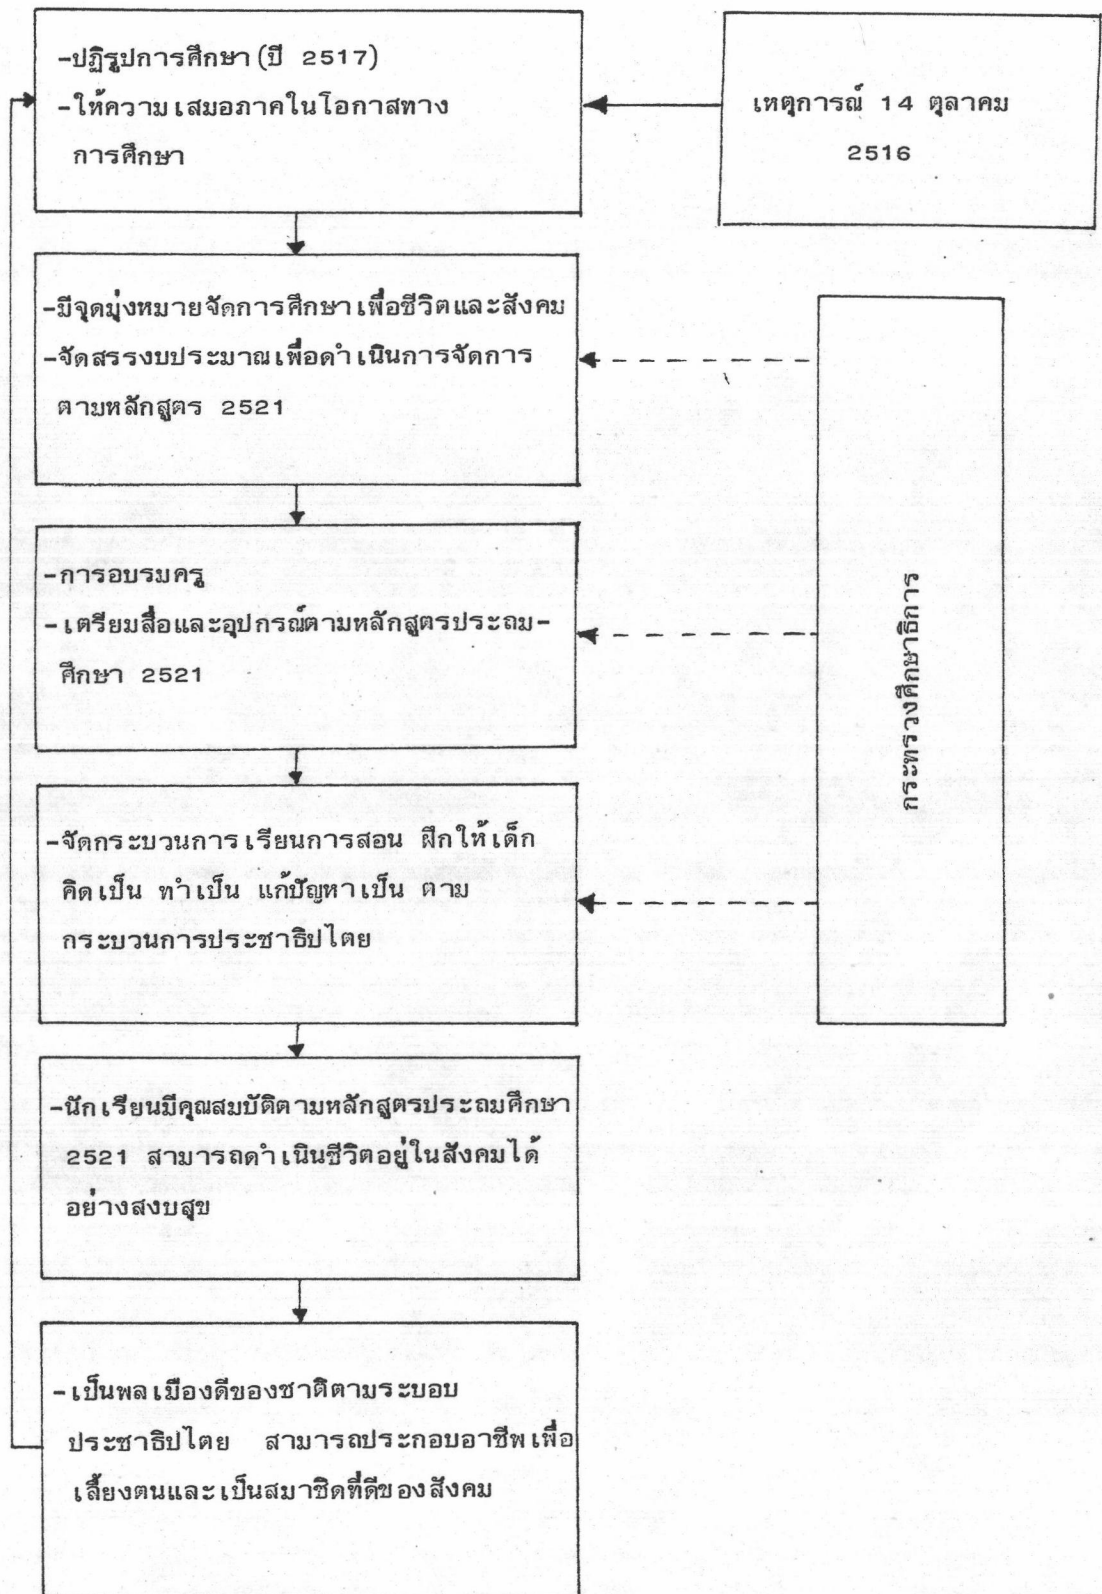 -ปฏิรูปการศึกษา (ปี 2517)
-ให้ความเสมอภาคในโอกาสทาง
การศึกษา
เหตุการณ์ 14 ตุลาคม
2516
-มีจุดมุ่งหมายจัดการศึกษาเพื่อชีวิตและสังคม
-จัดสรรงบประมาณเพื่อดำเนินการจัดการ
ตามหลักสูตร 2521
-การอบรมครู
-เตรียมสื่อและอุปกรณ์ตามหลักสูตรประถม-
ศึกษา 2521
กระทรวงศึกษาธิการ
-จัดกระบวนการเรียนการสอน ฝึกให้เด็ก
คิดเป็น ทำเป็น แก้ปัญหาเป็น ตาม
กระบวนการประชาธิปไตย
-นักเรียนมีคุณสมบัติตามหลักสูตรประถมศึกษา
2521 สามารถดำเนินชีวิตอยู่ในสังคมได้
อย่างสงบสุข
-เป็นพลเมืองดีของชาติตามระบอบ
ประชาธิปไตย สามารถประกอบอาชีพเพื่อ
เลี้ยงตนและเป็นสมาชิดที่ดีของสังคม